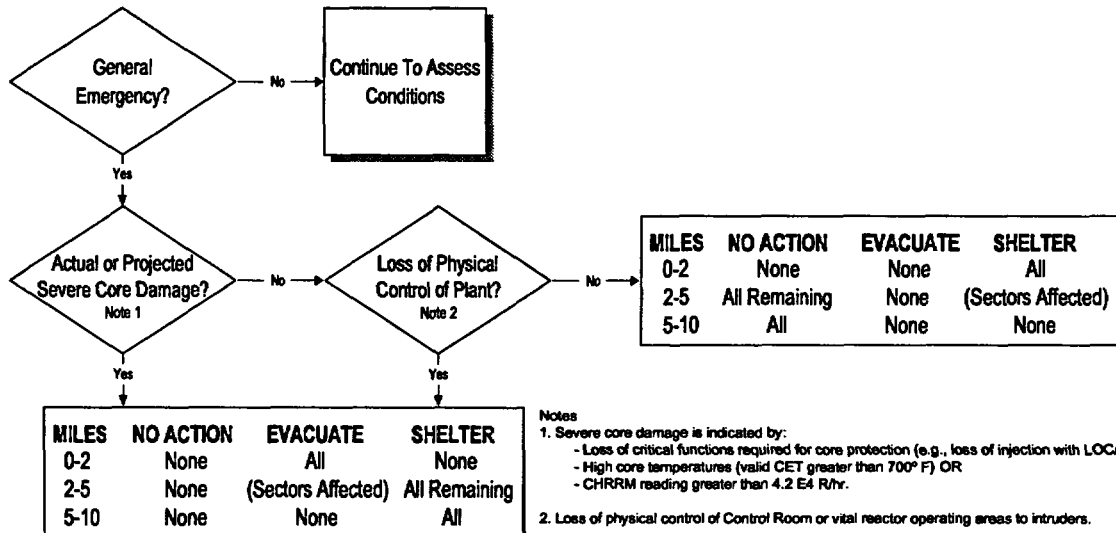 General
Emergency?
No
Continue To Assess
Conditions
Yes
Actual or Projected
Severe Core Damage?
Note 1
No
Loss of Physical
Control of Plant?
Note 2
No
MILES NO ACTION EVACUATE SHELTER
0-2 None None All
2-5 All Remaining None (Sectors Affected)
5-10 All None None
Yes
Yes
MILES NO ACTION EVACUATE SHELTER
0-2 None All None
2-5 None (Sectors Affected) All Remaining
5-10 None None All
Notes
1. Severe core damage is indicated by:
- Loss of critical functions required for core protection (e.g., loss of injection with LOCA
- High core temperatures (valid CET greater than 700° F) OR
- CHRRM reading greater than 4.2 E4 R/hr.
2. Loss of physical control of Control Room or vital reactor operating areas to intruders.